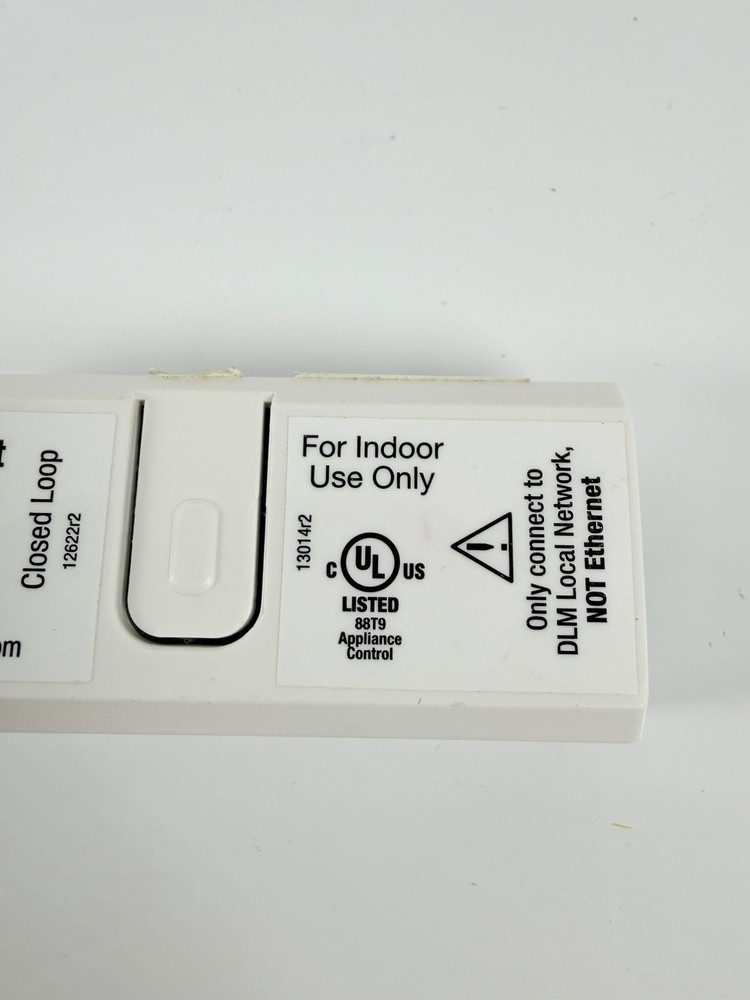 Closed Loop
12622r2
For Indoor
Use Only
13014r2
C UL US
LISTED
88T9
Appliance
Control
Only connect to
DLM Local Network,
NOT Ethernet